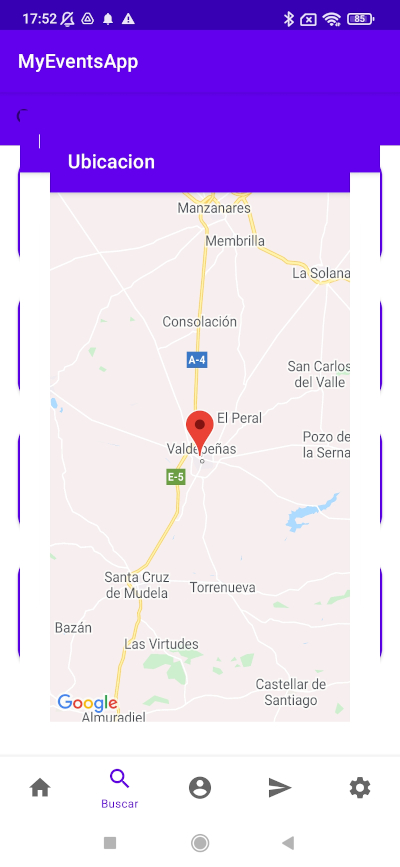 17:52
85
MyEventsApp
Ubicacion
Manzanares
Membrilla
La Solana
Consolación
A-4
San Carlos
del Valle
El Peral
Valdepeñas
Pozo de
la Serna
E-5
Santa Cruz
de Mudela
Torrenueva
Bazán
Las Virtudes
Castellar de
Santiago
Google
Almuradiel
Buscar